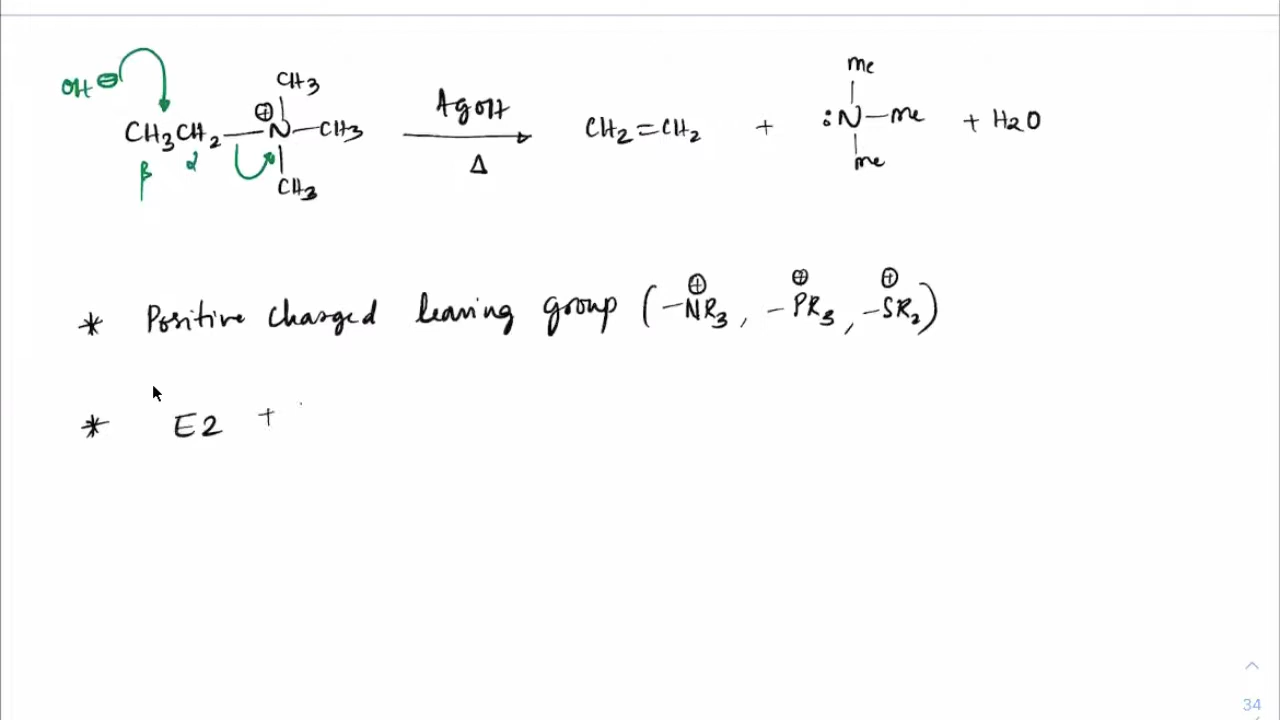 OH ⊖
CH3
CH3CH2—N⊕—CH3
CH3
β α
AgOH
Δ
CH2=CH2 + :N—me + H2O
me
me
* Positive charged leaving group (—N⊕R3, —P⊕R3, —S⊕R2)
* E2 +
34